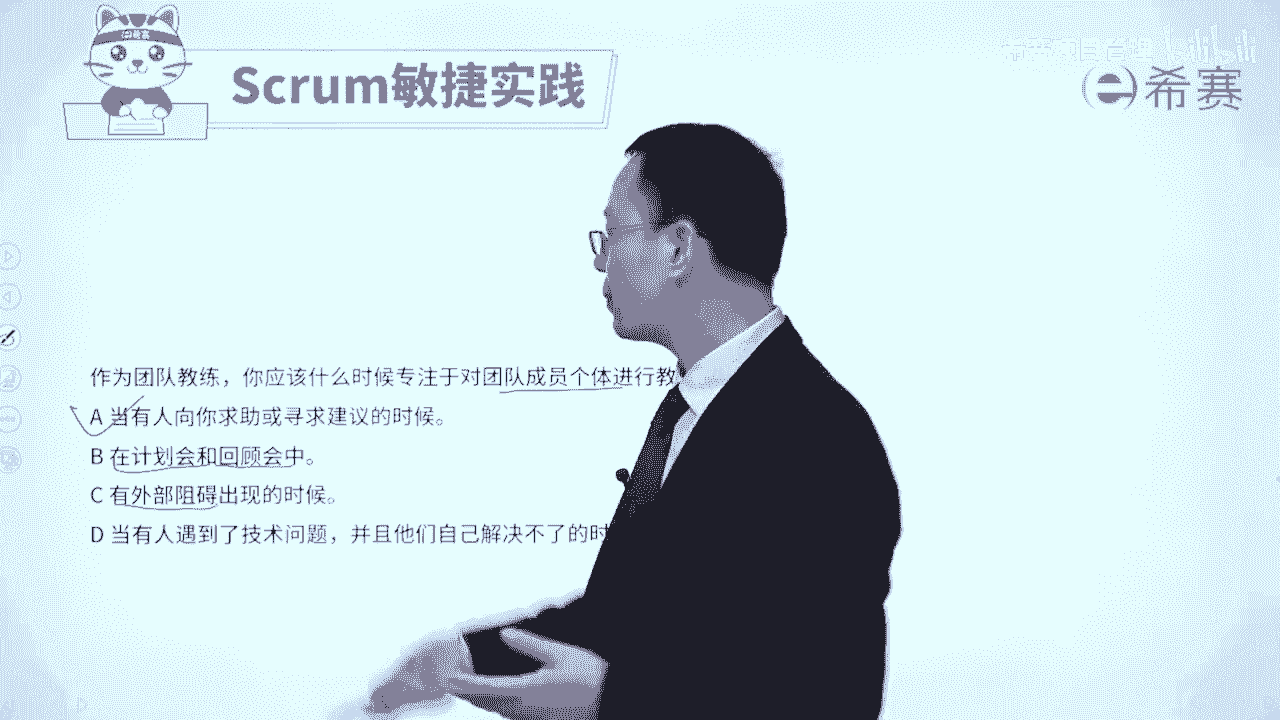 Scrum敏捷实践
希赛
作为团队教练，你应该什么时候专注于对团队成员个体进行教
A 当有人向你求助或寻求建议的时候。
B 在计划会和回顾会中。
C 有外部阻碍出现的时候。
D 当有人遇到了技术问题，并且他们自己解决不了的时